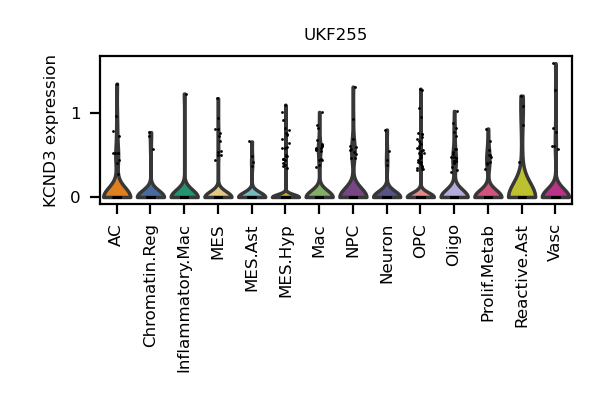 UKF255
KCND3 expression
1
0
AC
Chromatin.Reg
Inflammatory.Mac
MES
MES.Ast
MES.Hyp
Mac
NPC
Neuron
OPC
Oligo
Prolif.Metab
Reactive.Ast
Vasc